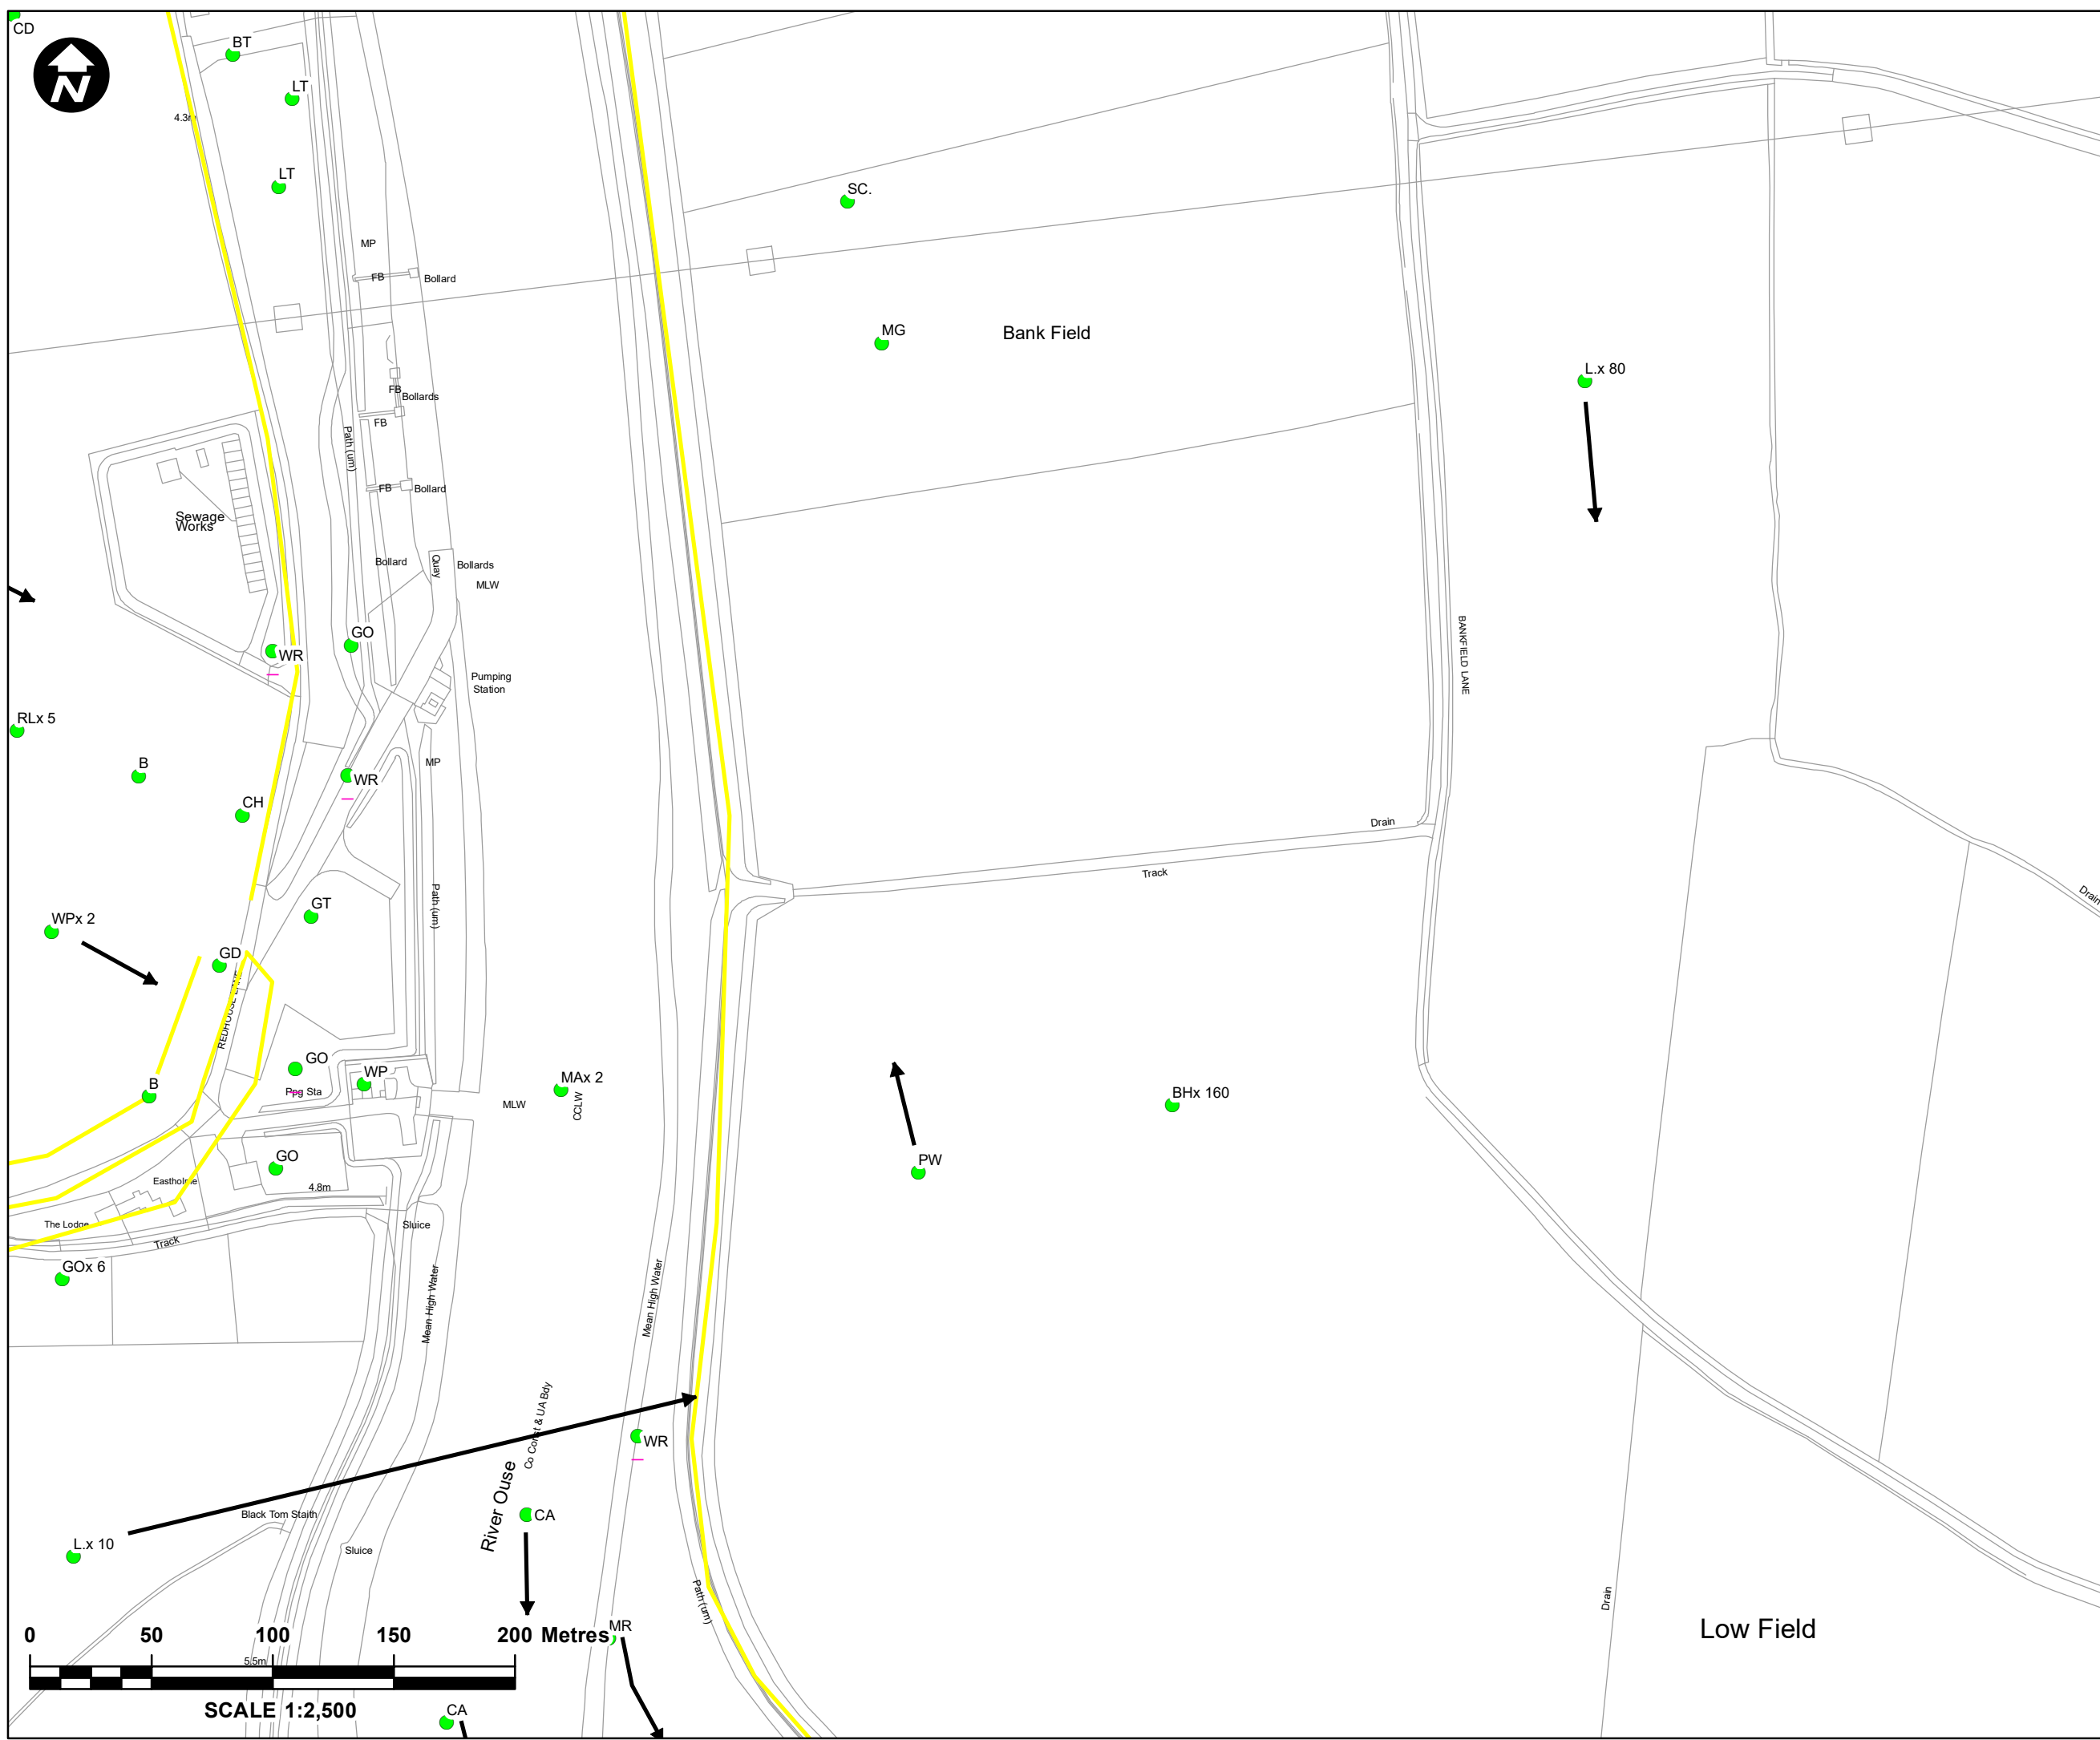 CD
N
BT
LT
4.3m
LT
SC.
MP
FB
Bollard
MG
Bank Field
L.x 80
FB
Bollards
FB
Path (um)
FB
Bollard
Sewage
Works
Bollard
Quay
Bollards
MLW
GO
WR
BANKFIELD LANE
Pumping
Station
RLx 5
B
MP
WR
CH
Drain
Track
Drain
GT
Path (um)
WPx 2
GD
REDHOUSE LANE
GO
WP
MAx 2
B
Ppg Sta
MLW
CCLW
BHx 160
GO
PW
Eastholme
4.8m
The Lodge
Sluice
Track
GOx 6
Mean High Water
Mean High Water
Co Const & UA Bdy
WR
River Ouse
Black Tom Staith
CA
L.x 10
Sluice
Path (um)
Drain
Low Field
MR
0 50 100 150 200 Metres
5.5m
SCALE 1:2,500
CA